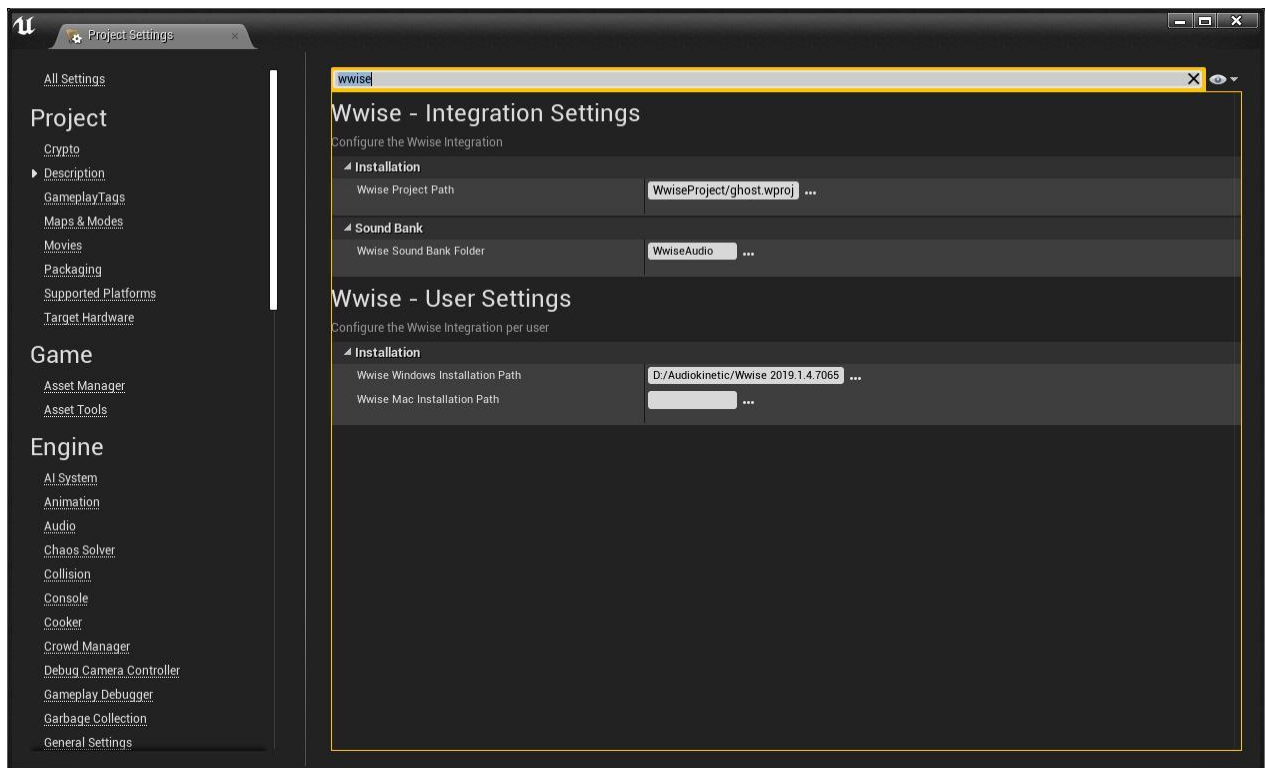 Project Settings
All Settings
Project
Crypto
Description
GameplayTags
Maps & Modes
Movies
Packaging
Supported Platforms
Target Hardware
Game
Asset Manager
Asset Tools
Engine
AI System
Animation
Audio
Chaos Solver
Collision
Console
Cooker
Crowd Manager
Debug Camera Controller
Gameplay Debugger
Garbage Collection
General Settings
wwise
Wwise - Integration Settings
Configure the Wwise Integration
Installation
Wwise Project Path WwiseProject/ghost.wproj ...
Sound Bank
Wwise Sound Bank Folder WwiseAudio ...
Wwise - User Settings
Configure the Wwise Integration per user
Installation
Wwise Windows Installation Path D:/Audiokinetic/Wwise 2019.1.4.7065 ...
Wwise Mac Installation Path ...